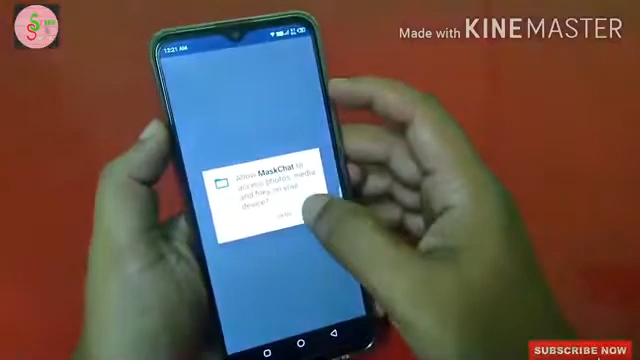 Made with KINEMASTER
12:21 AM
Allow MaskChat to
access photos, media
and files on your
device?
DENY
SUBSCRIBE NOW